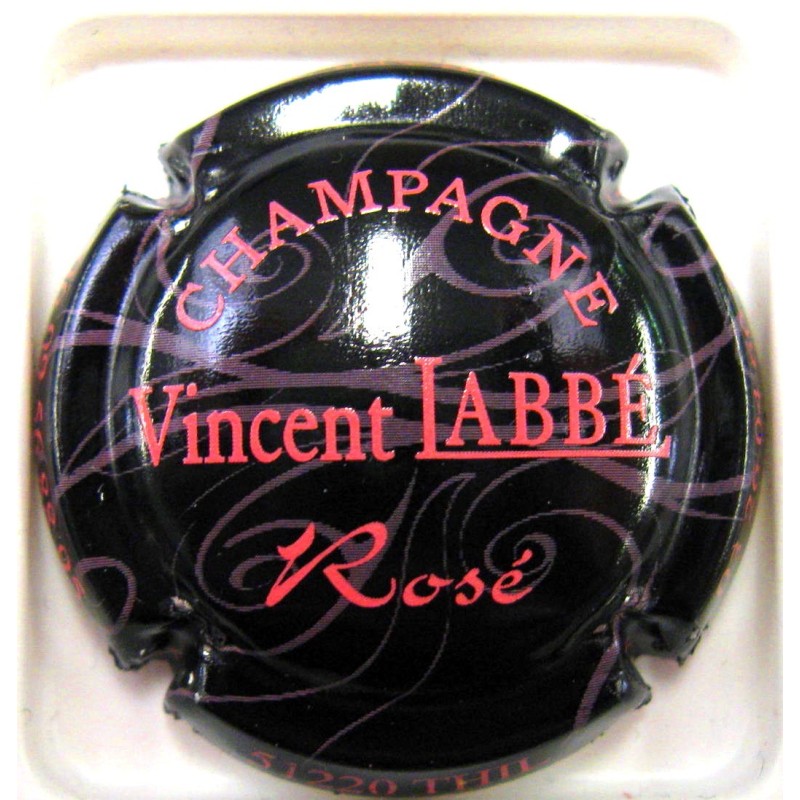 CHAMPAGNE
Vincent LABBÉ
Rosé
51220 THIL